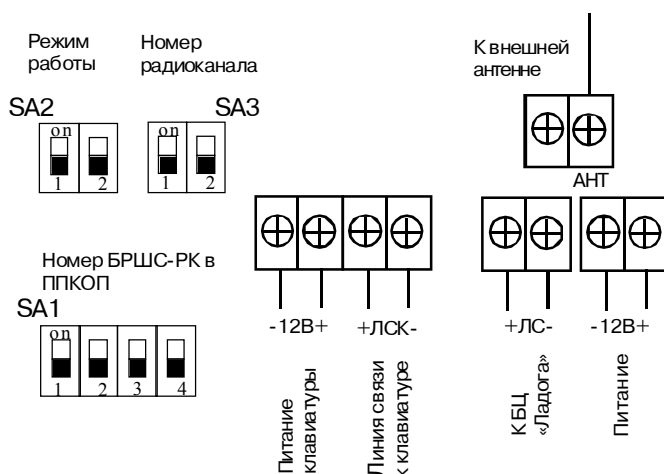 Режим
работы
Номер
радиоканала
SA2
SA3
on
1 2
on
1 2
К внешней
антенне
АНТ
Номер БРШС-РК в
ППКОП
SA1
on
1 2 3 4
-12В+
+ЛСК-
+ЛС-
-12В+
Питание
клавиатуры
Линия связи
к клавиатуре
К БЦ
«Ладога»
Питание